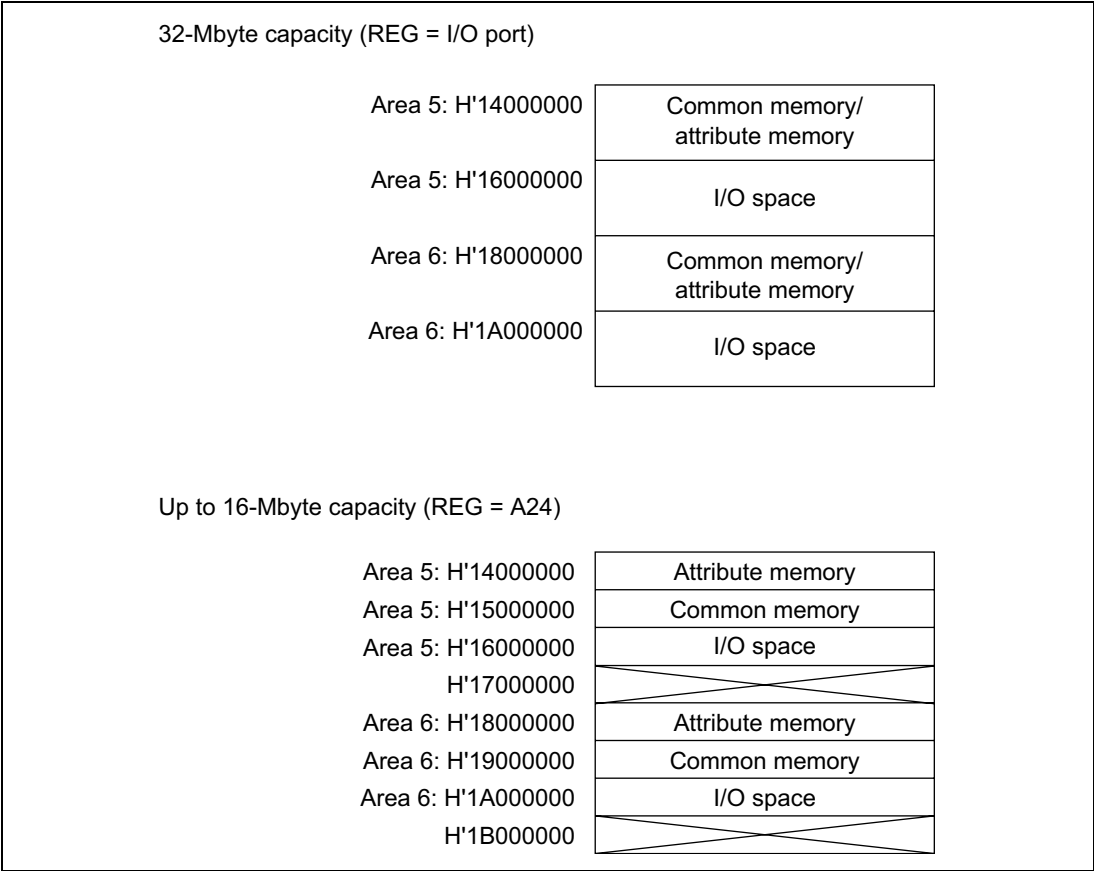 32-Mbyte capacity (REG = I/O port)
Area 5: H'14000000
Common memory/
attribute memory
Area 5: H'16000000
I/O space
Area 6: H'18000000
Common memory/
attribute memory
Area 6: H'1A000000
I/O space
Up to 16-Mbyte capacity (REG = A24)
Area 5: H'14000000 Attribute memory
Area 5: H'15000000 Common memory
Area 5: H'16000000 I/O space
H'17000000
Area 6: H'18000000 Attribute memory
Area 6: H'19000000 Common memory
Area 6: H'1A000000 I/O space
H'1B000000